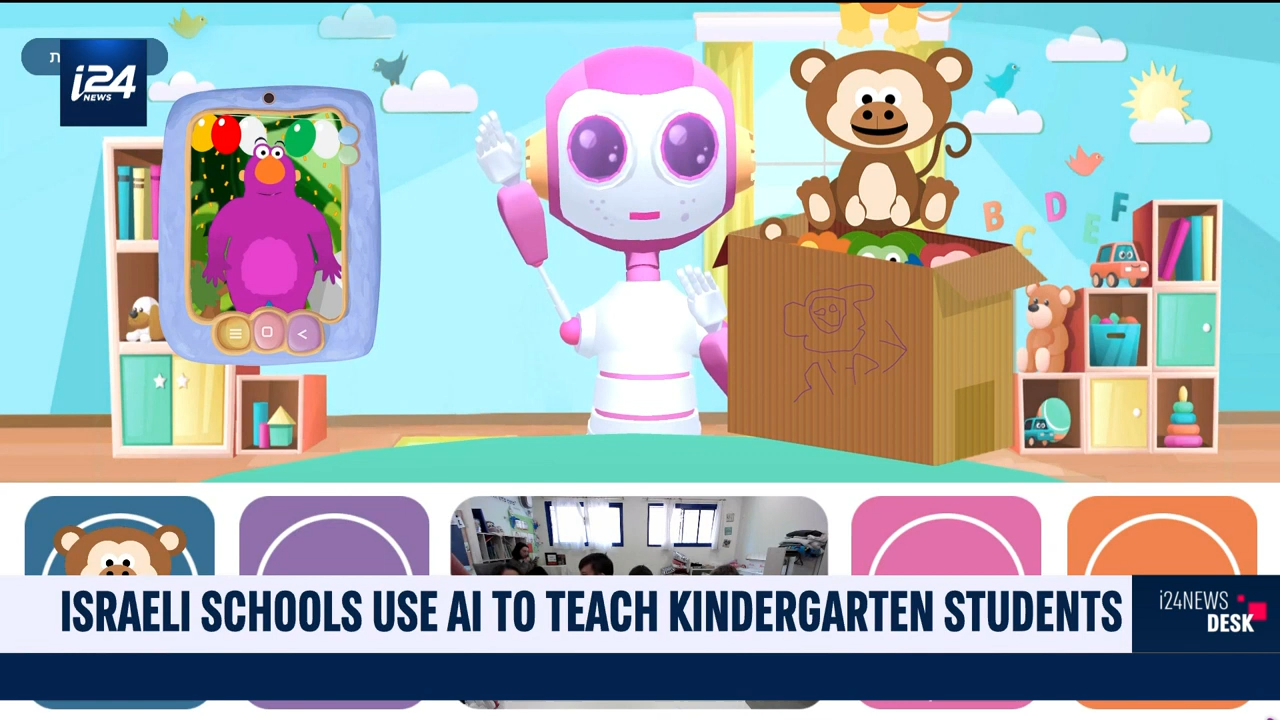 ת
i24
NEWS
B
C
D
E
F
ISRAELI SCHOOLS USE AI TO TEACH KINDERGARTEN STUDENTS
i24NEWS
DESK